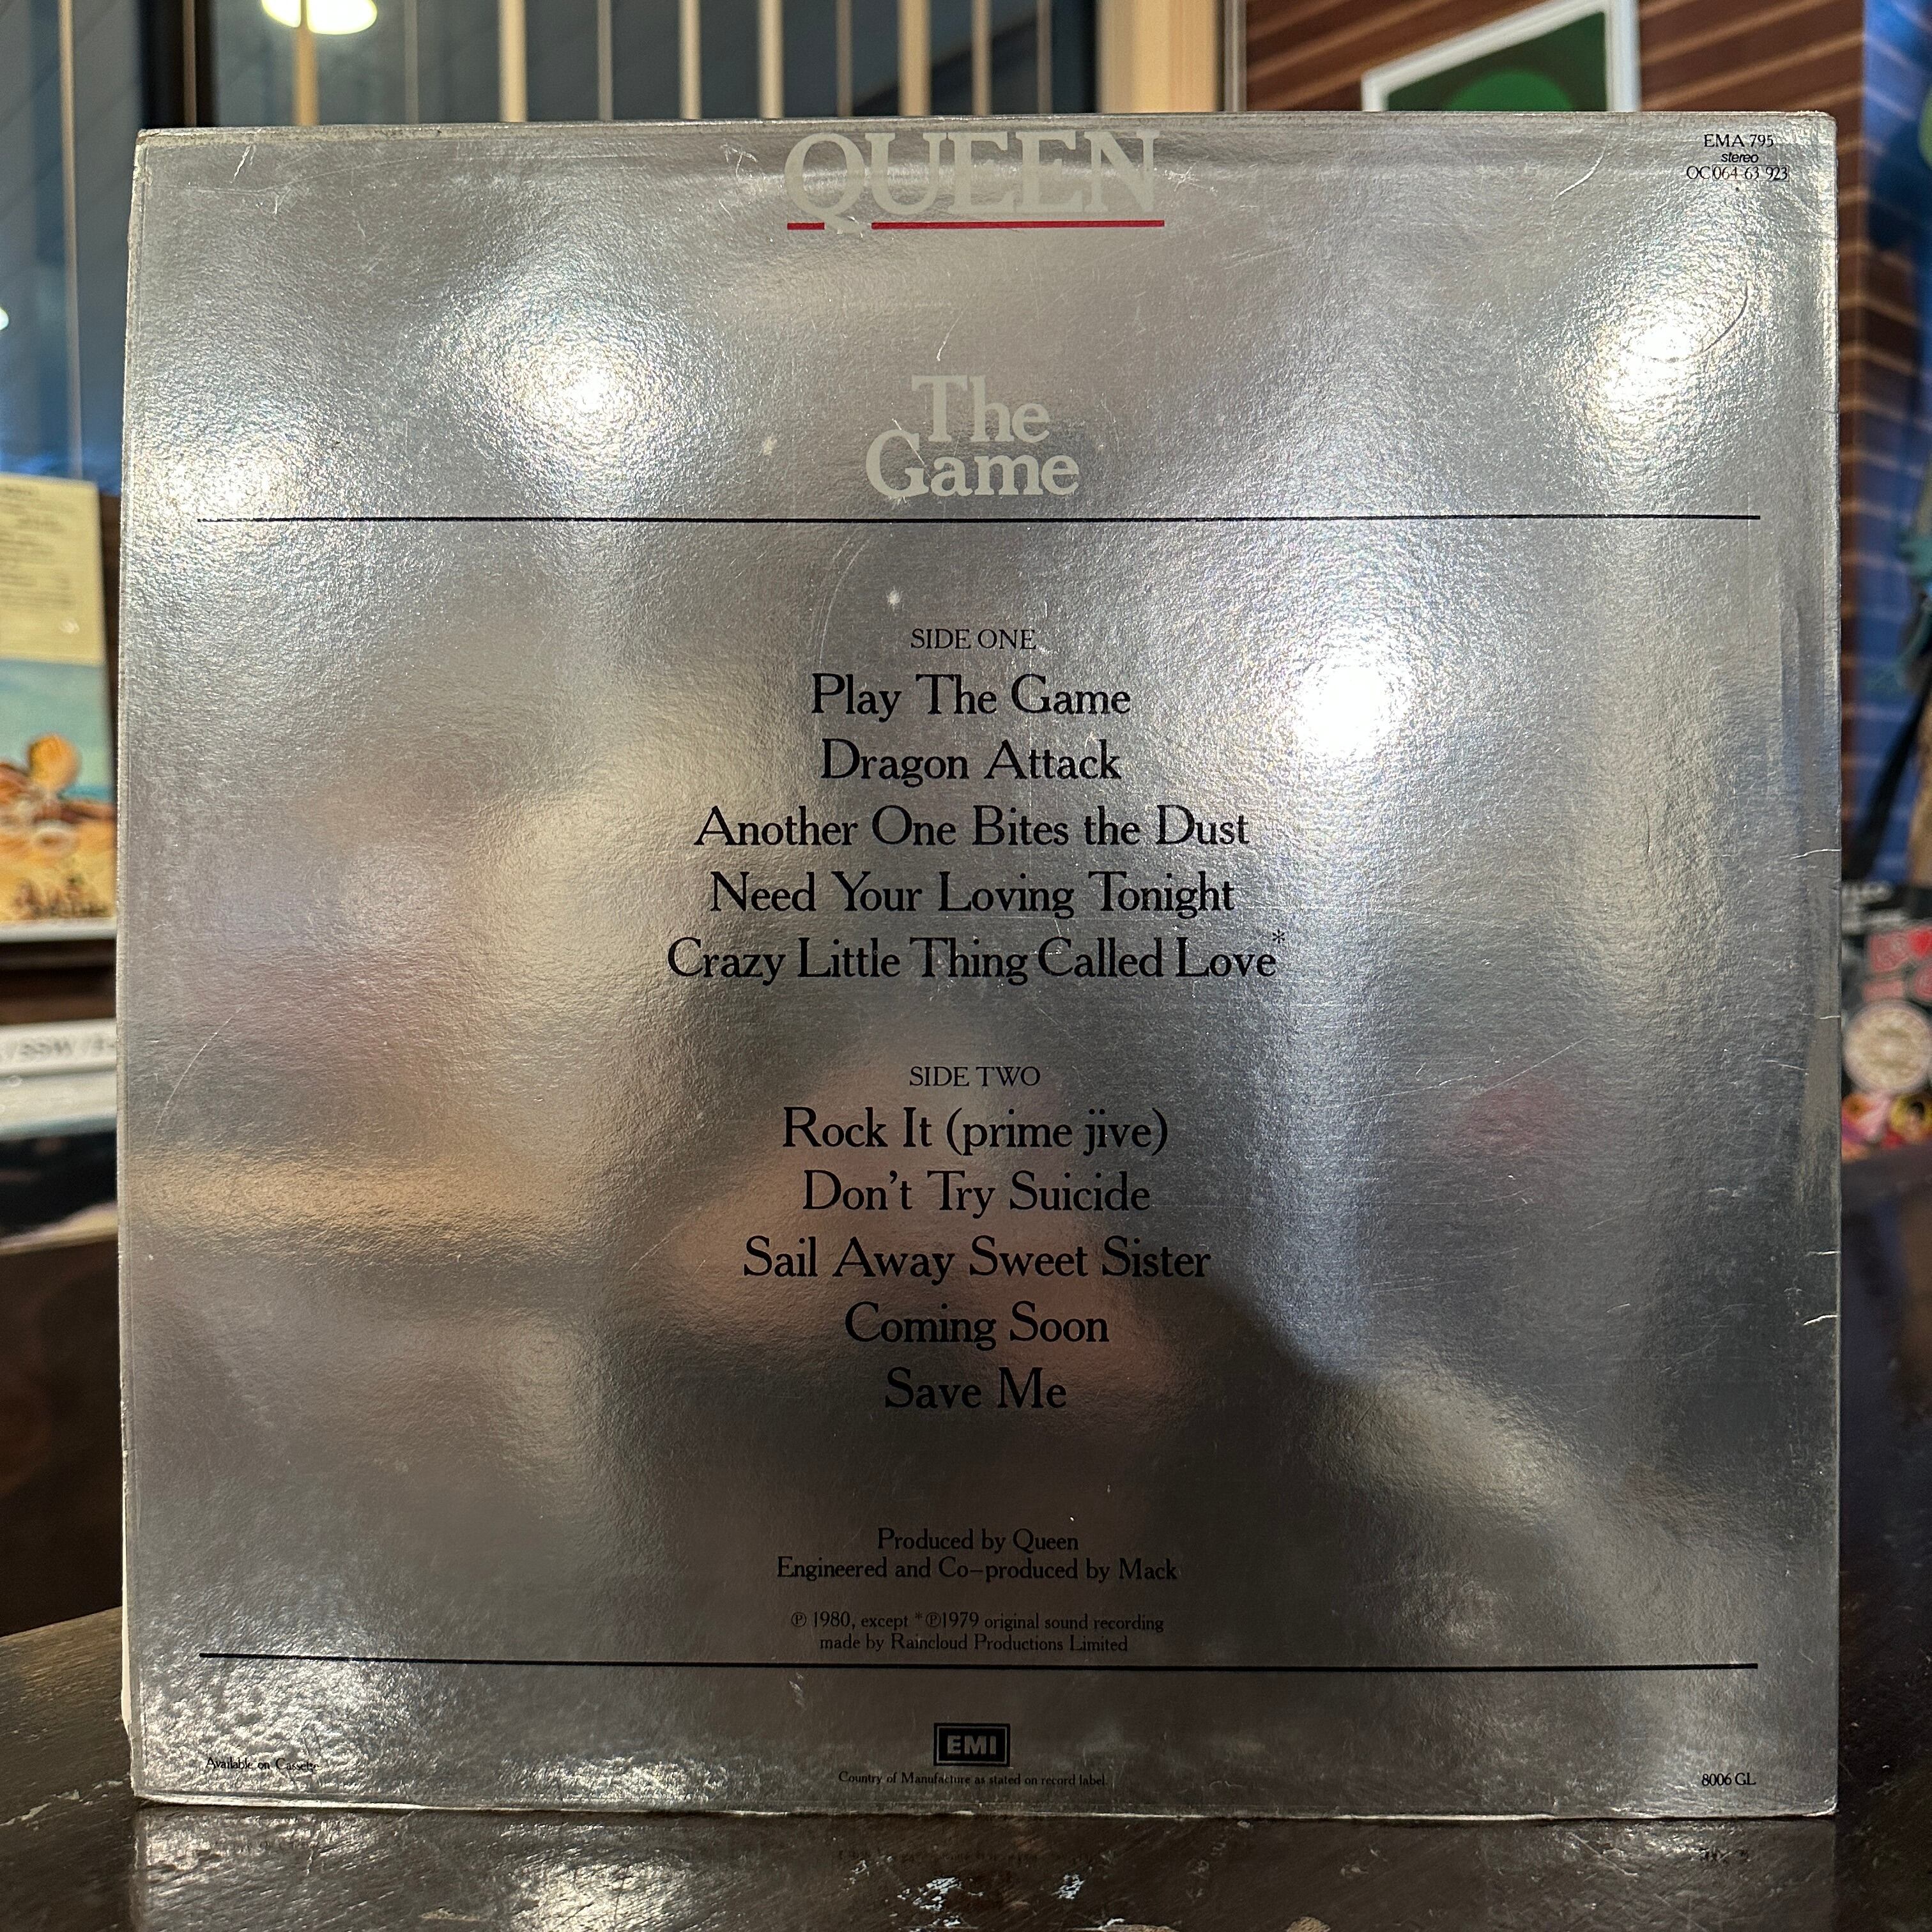 QUEEN
EMA 795
stereo
OC 064-63 923
The
Game
SIDE ONE
Play The Game
Dragon Attack
Another One Bites the Dust
Need Your Loving Tonight
Crazy Little Thing Called Love*
SIDE TWO
Rock It (prime jive)
Don't Try Suicide
Sail Away Sweet Sister
Coming Soon
Save Me
Produced by Queen
Engineered and Co-produced by Mack
℗ 1980, except *℗1979 original sound recording
made by Raincloud Productions Limited
EMI
Available on Cassette
Country of Manufacture as stated on record label.
8006 GL